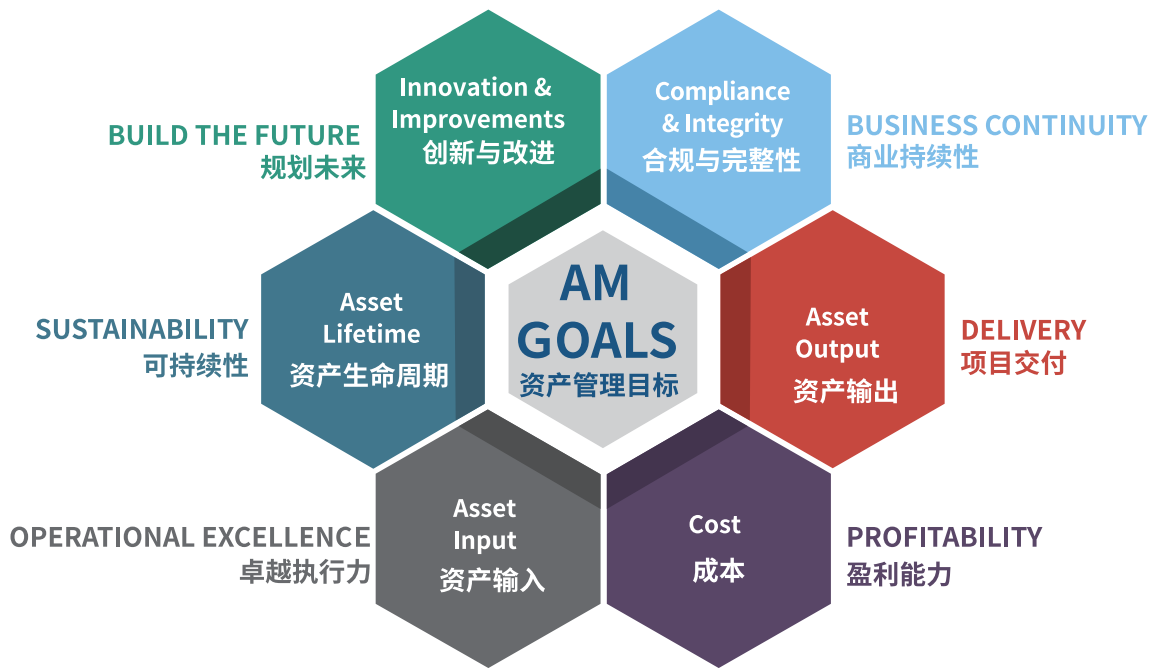 Innovation &
Improvements
创新与改进
BUILD THE FUTURE
规划未来
Compliance
& Integrity
合规与完整性
BUSINESS CONTINUITY
商业持续性
Asset
Lifetime
资产生命周期
SUSTAINABILITY
可持续性
AM
GOALS
资产管理目标
Asset
Output
资产输出
DELIVERY
项目交付
Asset
Input
资产输入
OPERATIONAL EXCELLENCE
卓越执行力
Cost
成本
PROFITABILITY
盈利能力